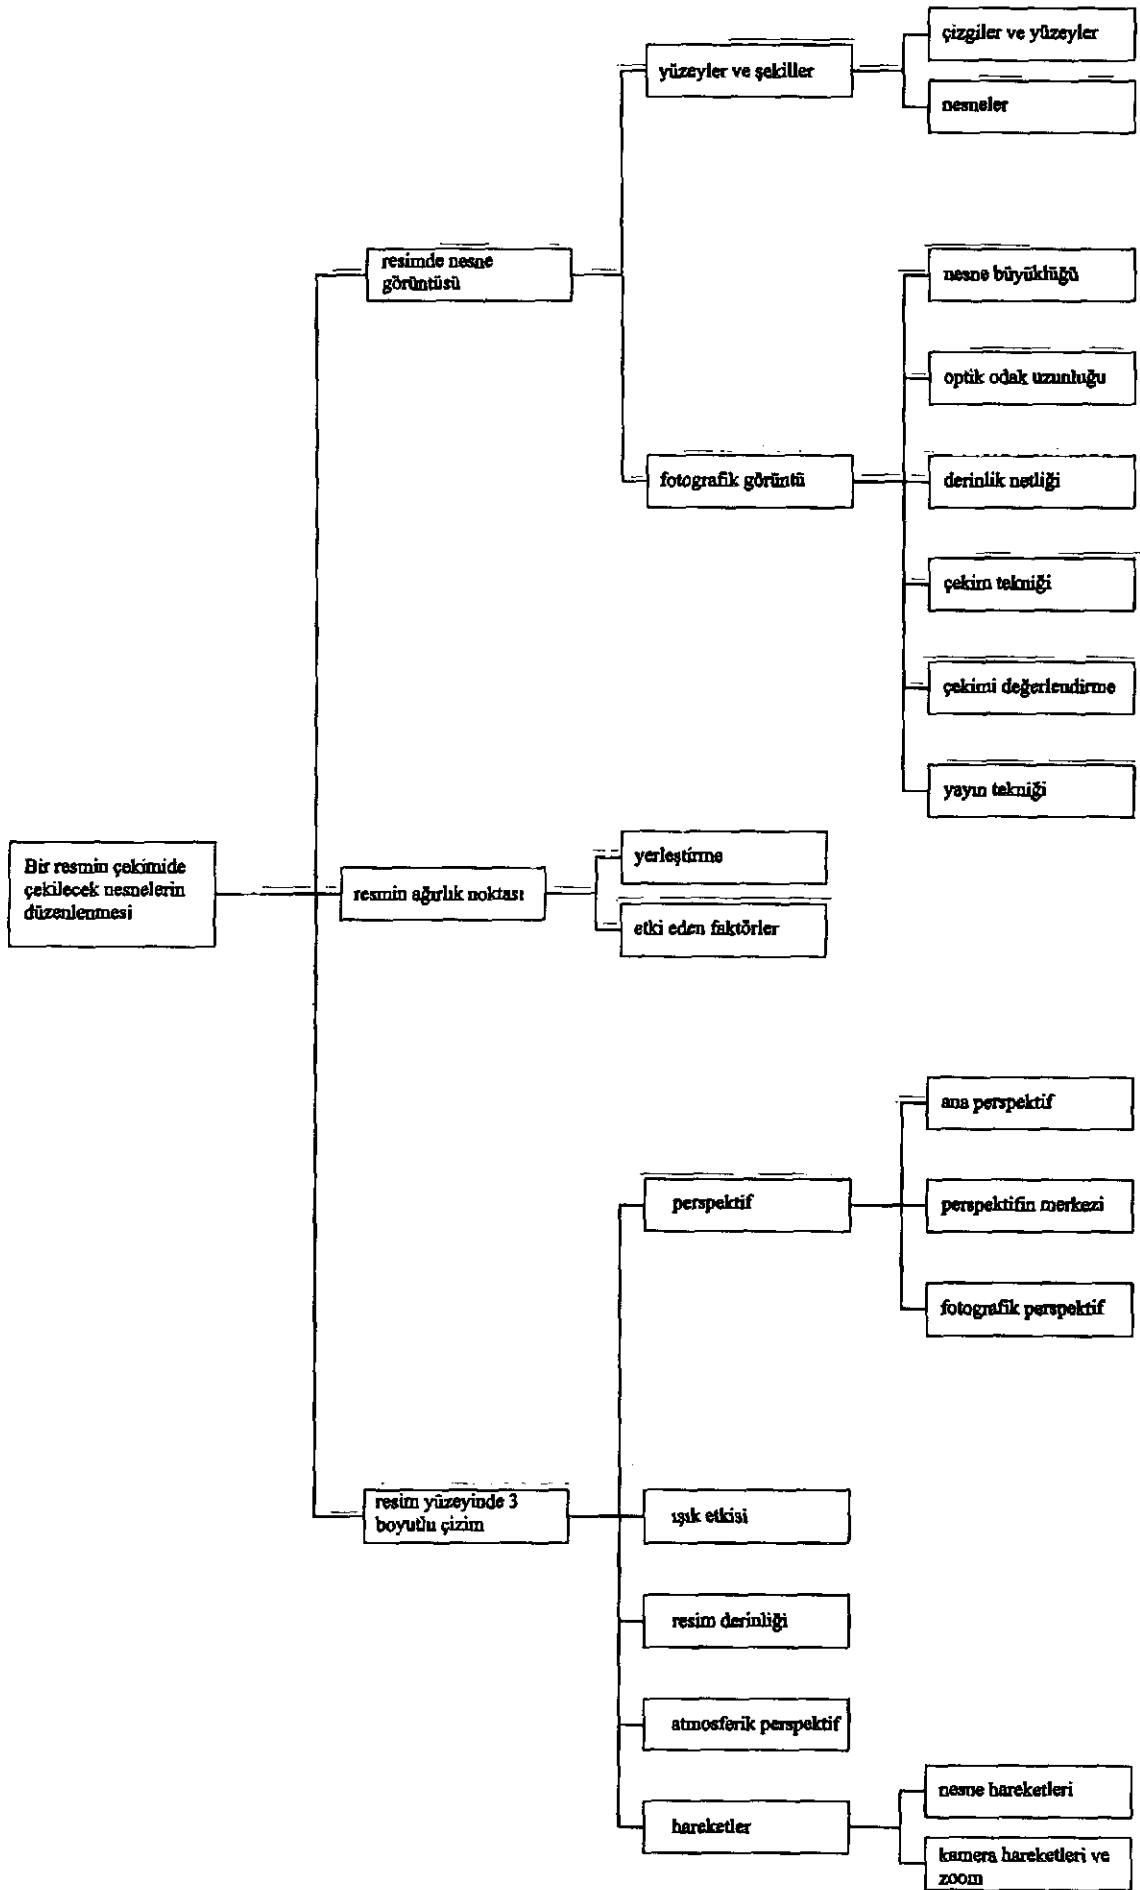 çizgiler ve yüzeyler
yüzeyler ve şekiller
nesneler
resimde nesne
görüntüsü
nesne büyüklüğü
optik odak uzunluğu
fotografik görüntü
derinlik netliği
çekim tekniği
çekimi değerlendirme
yayın tekniği
Bir resmin çekimide
çekilecek nesnelerin
düzenlenmesi
yerleştirme
resmin ağırlık noktası
etki eden faktörler
ana perspektif
perspektif
perspektifin merkezi
fotografik perspektif
resim yüzeyinde 3
boyutlu çizim
ışık etkisi
resim derinliği
atmosferik perspektif
nesne hareketleri
hareketler
kamera hareketleri ve
zoom